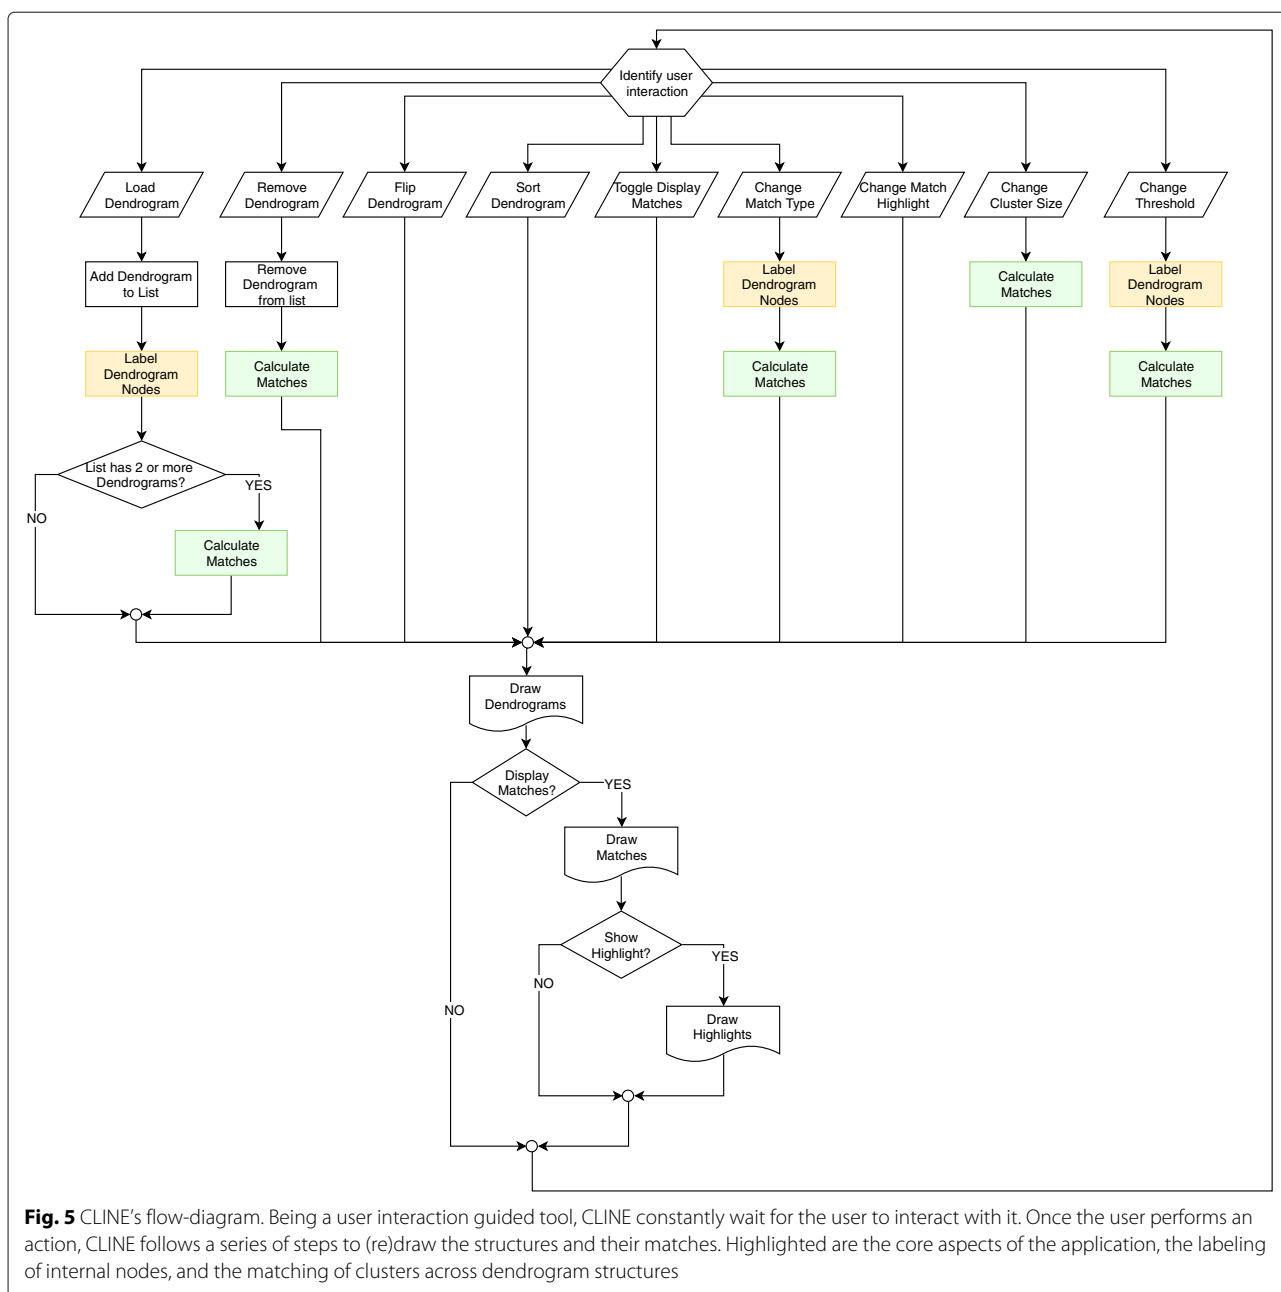 Identify user
interaction
Load
Dendrogram
Remove
Dendrogram
Flip
Dendrogram
Sort
Dendrogram
Toggle Display
Matches
Change
Match Type
Change Match
Highlight
Change
Cluster Size
Change
Threshold
Add Dendrogram
to List
Remove
Dendrogram
from list
Label
Dendrogram
Nodes
Calculate
Matches
Label
Dendrogram
Nodes
Label
Dendrogram
Nodes
Calculate
Matches
Calculate
Matches
Calculate
Matches
List has 2 or more
Dendrograms?
YES
NO
Calculate
Matches
Draw
Dendrograms
Display
Matches?
YES
Draw
Matches
Show
Highlight?
YES
NO
NO
Draw
Highlights
Fig. 5 CLINE's flow-diagram. Being a user interaction guided tool, CLINE constantly wait for the user to interact with it. Once the user performs an
action, CLINE follows a series of steps to (re)draw the structures and their matches. Highlighted are the core aspects of the application, the labeling
of internal nodes, and the matching of clusters across dendrogram structures